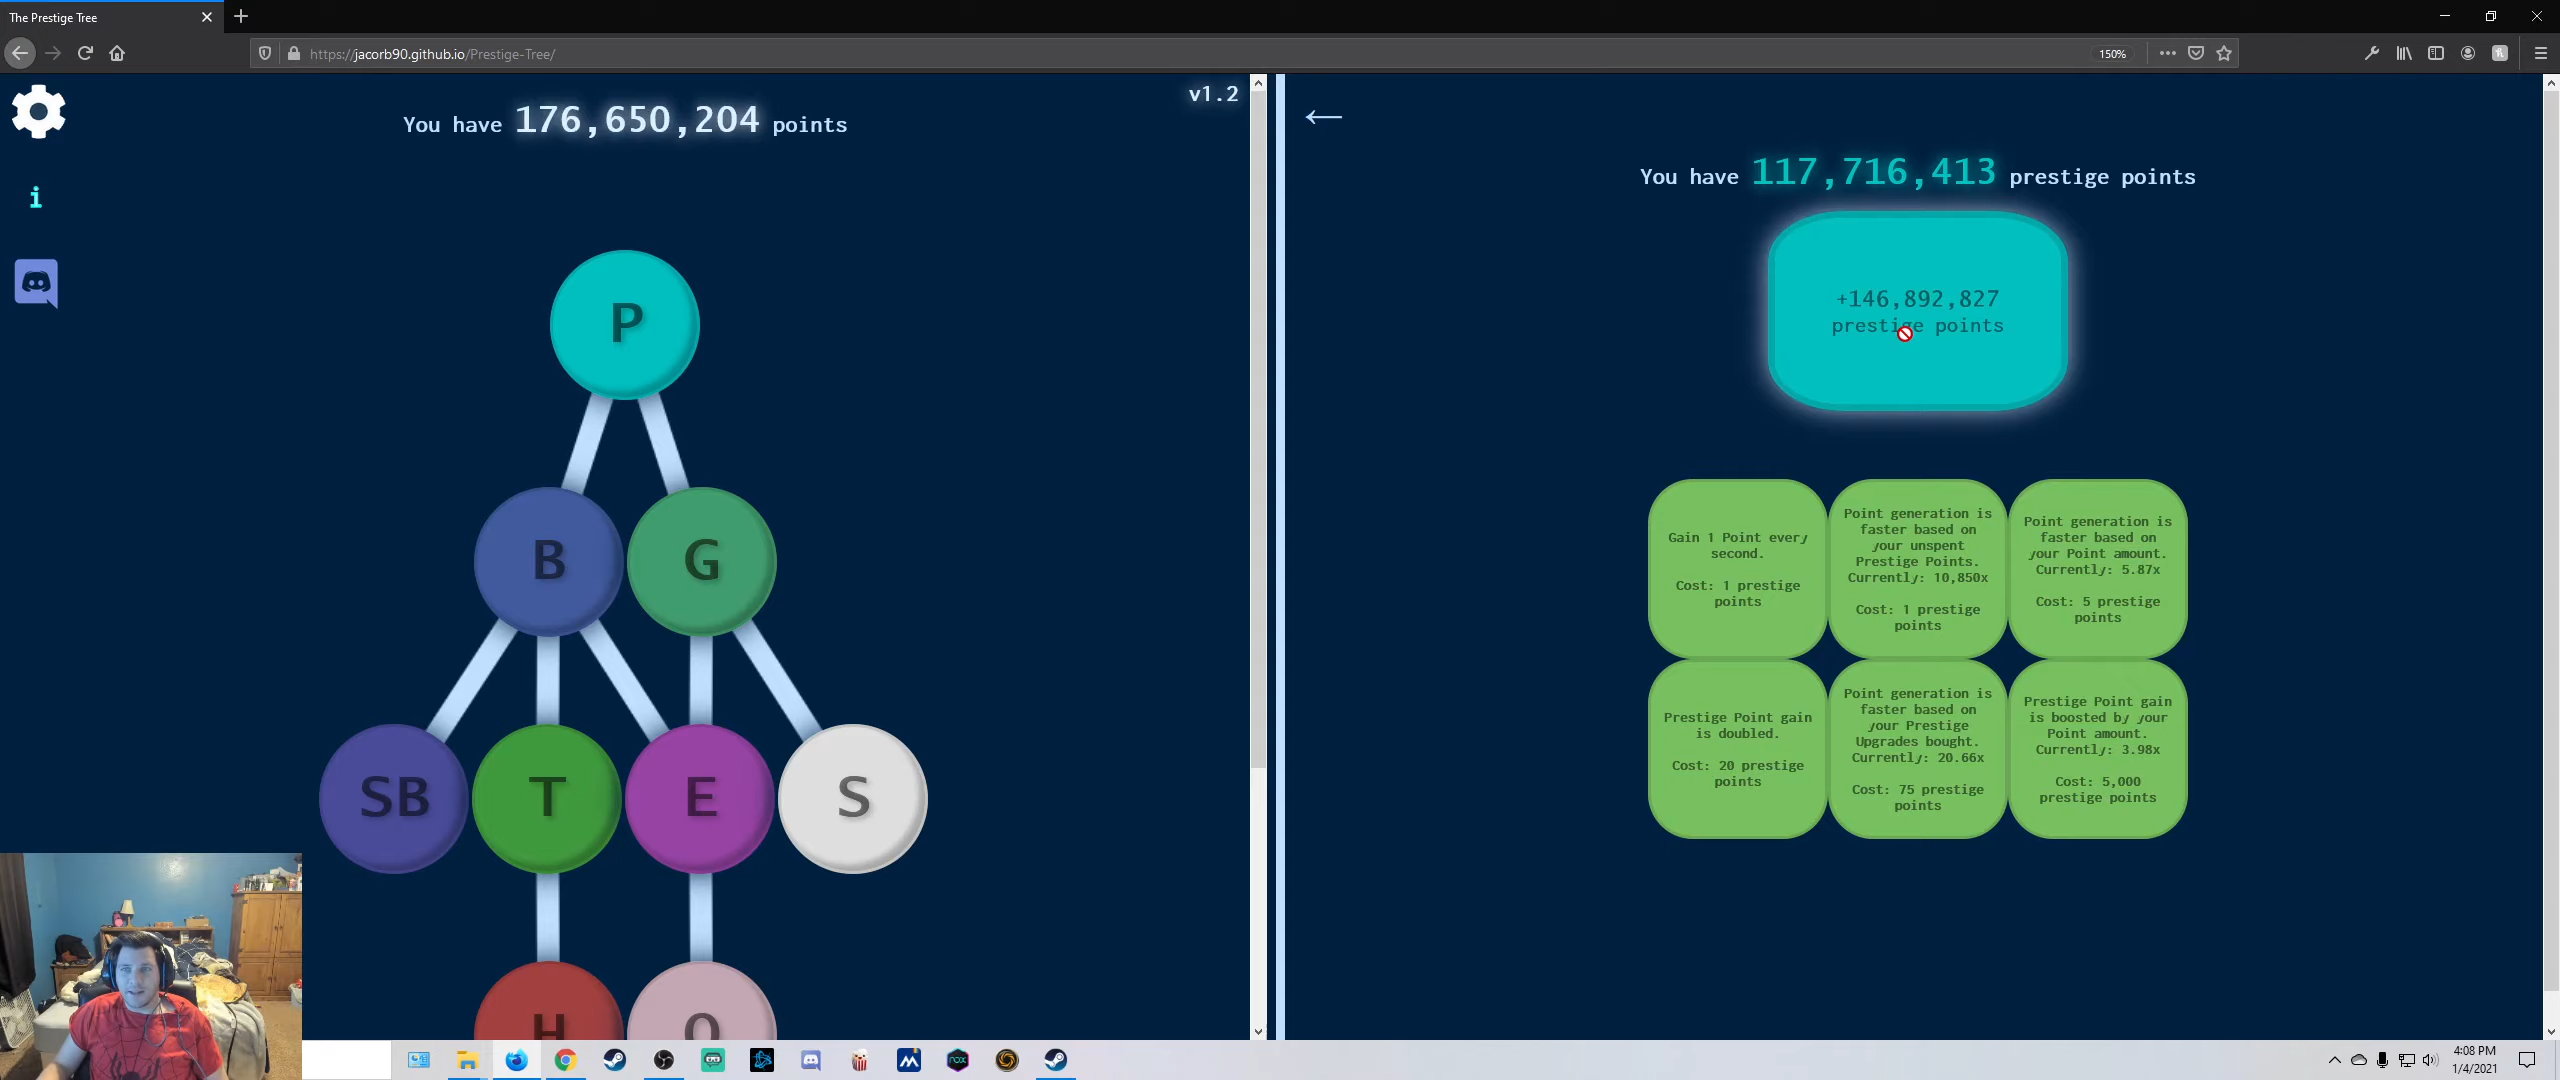 The Prestige Tree
https://jacorb90.github.io/Prestige-Tree/
150%
You have 176,650,204 points
v1.2
i
P
B
G
SB
T
E
S
H
Q
←
You have 117,716,413 prestige points
+146,892,827
prestige points
Gain 1 Point every
second.
Cost: 1 prestige
points
Point generation is
faster based on
your unspent
Prestige Points.
Currently: 10,850x
Cost: 1 prestige
points
Point generation is
faster based on
your Point amount.
Currently: 5.87x
Cost: 5 prestige
points
Prestige Point gain
is doubled.
Cost: 20 prestige
points
Point generation is
faster based on
your Prestige
Upgrades bought.
Currently: 20.66x
Cost: 75 prestige
points
Prestige Point gain
is boosted by your
Point amount.
Currently: 3.98x
Cost: 5,000
prestige points
nox
4:08 PM
1/4/2021